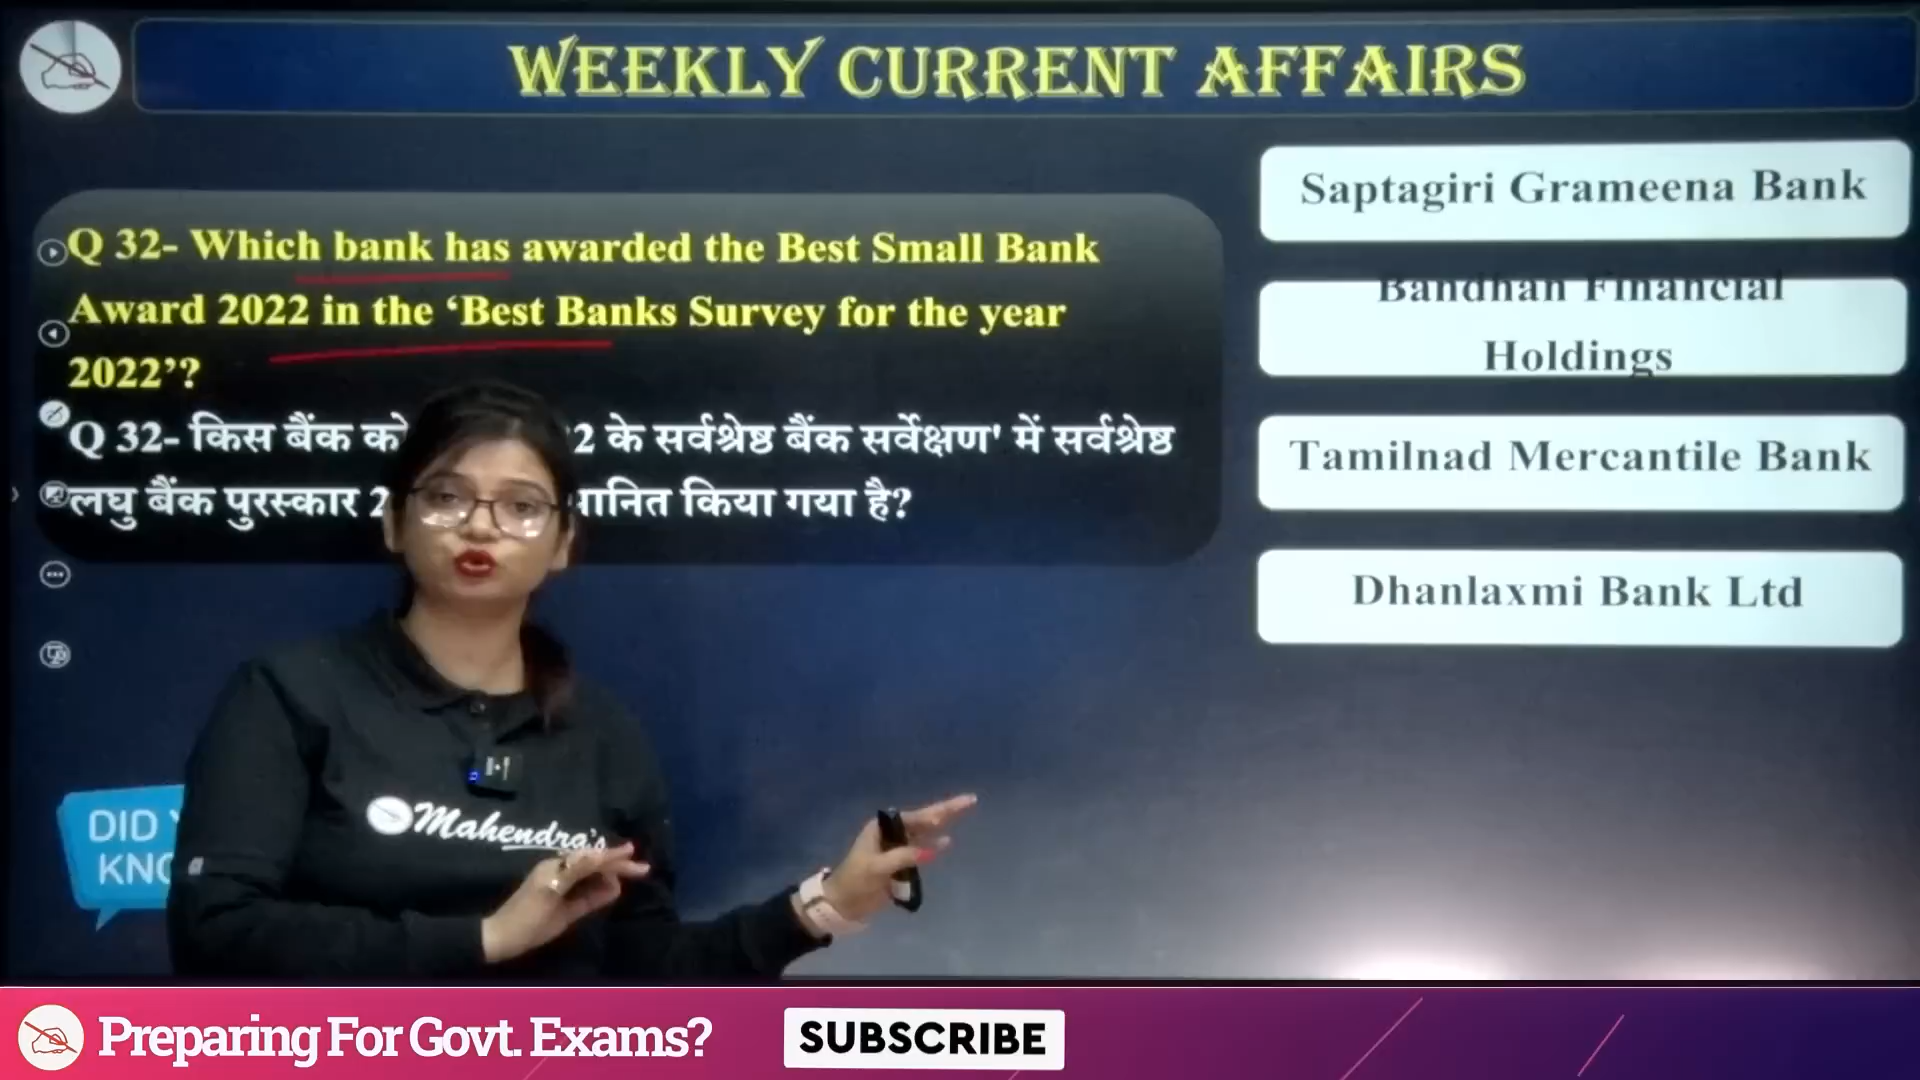 WEEKLY CURRENT AFFAIRS
Q 32- Which bank has awarded the Best Small Bank
Award 2022 in the ‘Best Banks Survey for the year
2022’?
Q 32- किस बैंक को 2 के सर्वश्रेष्ठ बैंक सर्वेक्षण' में सर्वश्रेष्ठ
लघु बैंक पुरस्कार 2 किया गया है?
Saptagiri Grameena Bank
Bandhan Financial
Holdings
Tamilnad Mercantile Bank
Dhanlaxmi Bank Ltd
DID
Mahendra's
Preparing For Govt. Exams?
SUBSCRIBE